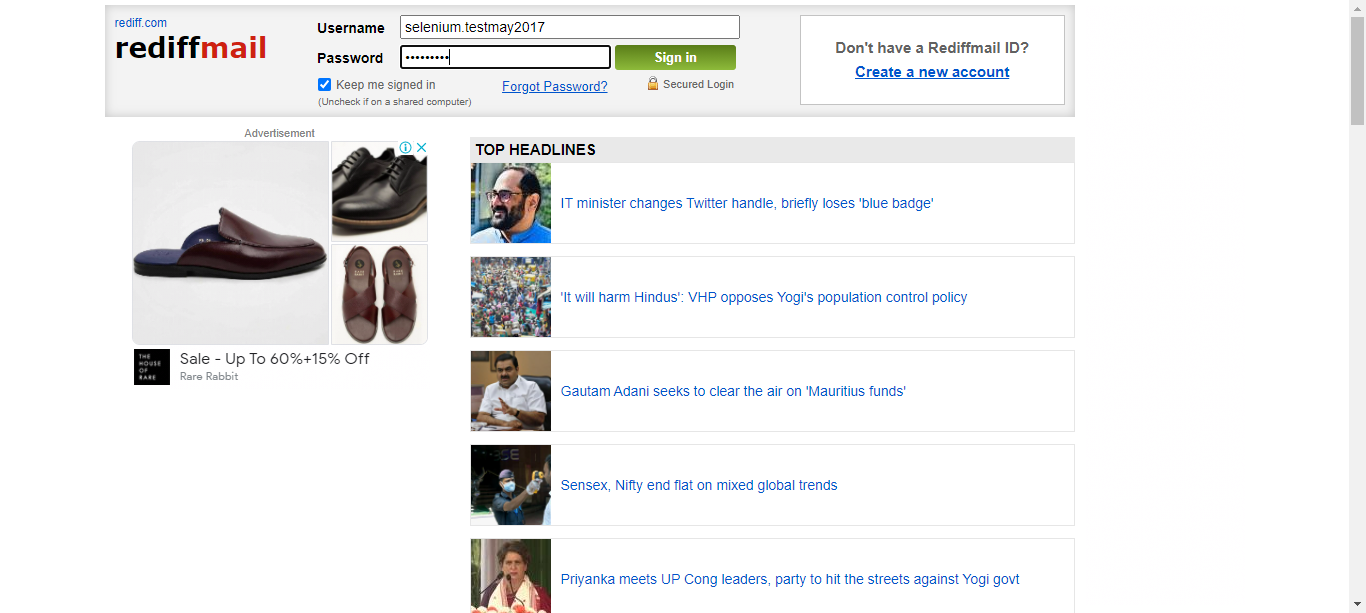 rediff.com
rediffmail
Username
selenium.testmay2017
Password
•••••••••
Sign in
Keep me signed in
(Uncheck if on a shared computer)
Forgot Password?
Secured Login
Don't have a Rediffmail ID?
Create a new account
Advertisement
THE
HOUSE
OF
RARE
Sale - Up To 60%+15% Off
Rare Rabbit
TOP HEADLINES
IT minister changes Twitter handle, briefly loses 'blue badge'
'It will harm Hindus': VHP opposes Yogi's population control policy
Gautam Adani seeks to clear the air on 'Mauritius funds'
Sensex, Nifty end flat on mixed global trends
Priyanka meets UP Cong leaders, party to hit the streets against Yogi govt